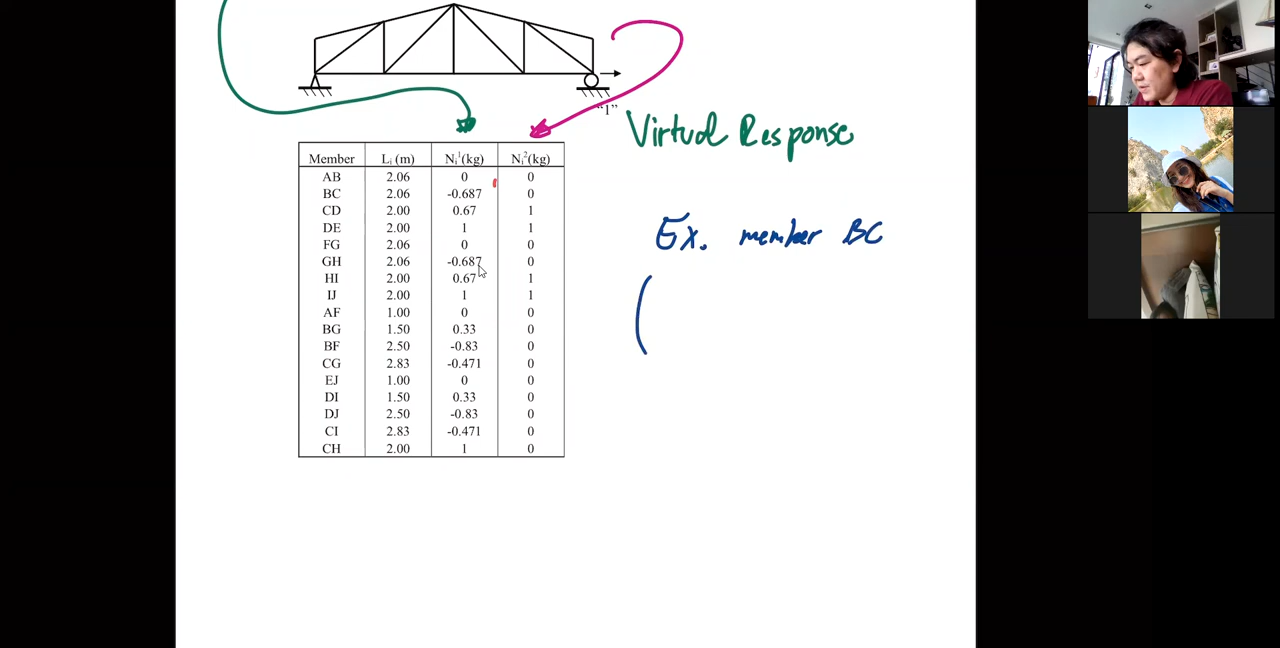 "1"
Virtual Response
Member Lᵢ (m) Nᵢ¹(kg) Nᵢ²(kg)
AB 2.06 0 0
BC 2.06 -0.687 0
CD 2.00 0.67 1
DE 2.00 1 1
FG 2.06 0 0
GH 2.06 -0.687 0
HI 2.00 0.67 1
IJ 2.00 1 1
AF 1.00 0 0
BG 1.50 0.33 0
BF 2.50 -0.83 0
CG 2.83 -0.471 0
EJ 1.00 0 0
DI 1.50 0.33 0
DJ 2.50 -0.83 0
CI 2.83 -0.471 0
CH 2.00 1 0
Ex. member BC
(